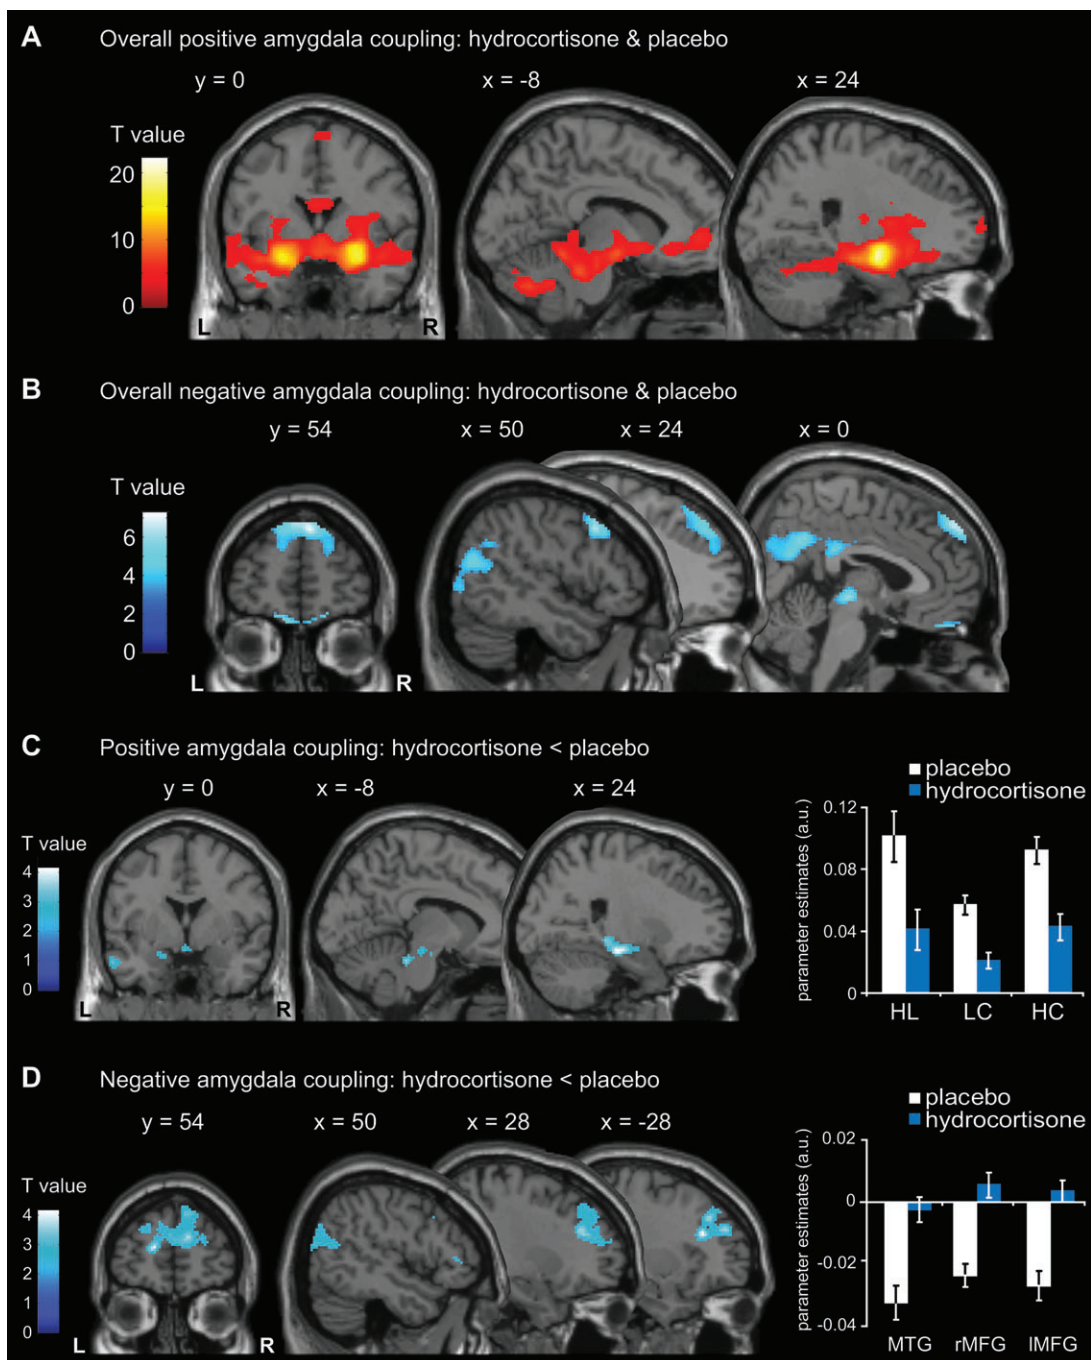 A Overall positive amygdala coupling: hydrocortisone & placebo
y = 0 x = -8 x = 24
T value
20
10
0
L R
B Overall negative amygdala coupling: hydrocortisone & placebo
y = 54 x = 50 x = 24 x = 0
T value
6
4
2
0
L R
C Positive amygdala coupling: hydrocortisone < placebo
y = 0 x = -8 x = 24
T value
4
3
2
1
0
L R
placebo
hydrocortisone
parameter estimates (a.u.)
0.12
0.08
0.04
0
HL LC HC
D Negative amygdala coupling: hydrocortisone < placebo
y = 54 x = 50 x = 28 x = -28
T value
4
3
2
1
0
L R
placebo
hydrocortisone
parameter estimates (a.u.)
0.02
0
-0.02
-0.04
MTG rMFG lMFG